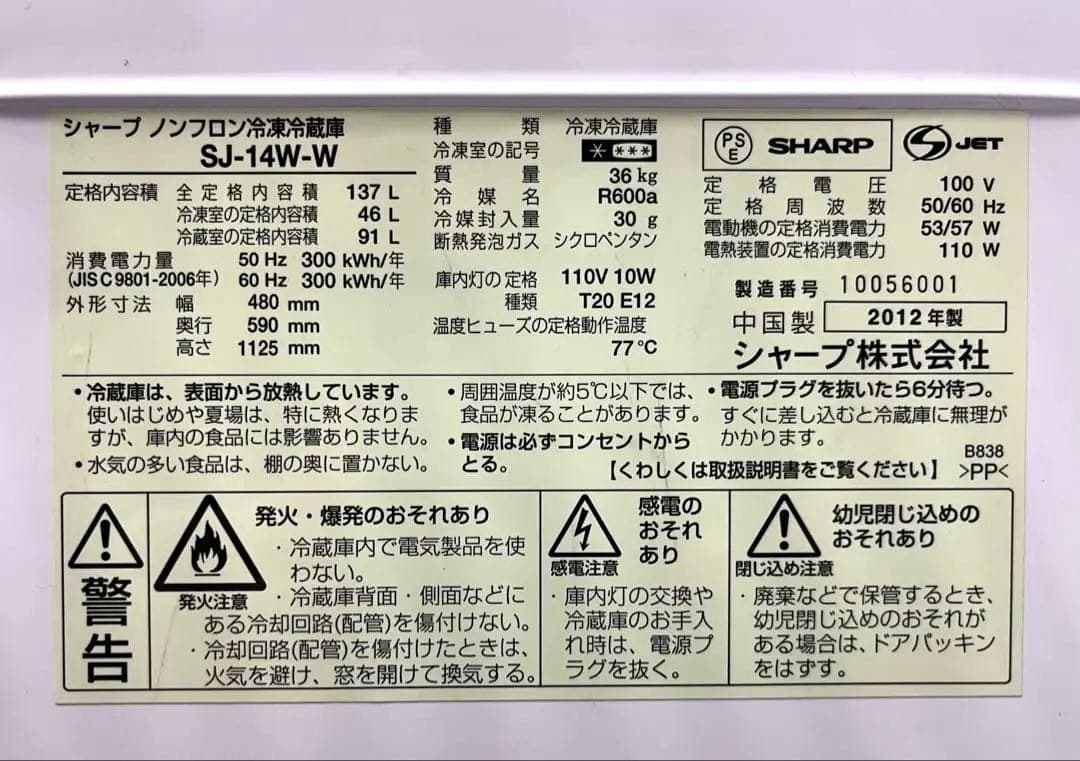 シャープ ノンフロン冷凍冷蔵庫
SJ-14W-W
定格内容積 全定格内容積 137 L
冷凍室の定格内容積 46 L
冷蔵室の定格内容積 91 L
消費電力量 50 Hz 300 kWh/年
(JIS C 9801-2006年) 60 Hz 300 kWh/年
外形寸法 幅 480 mm
奥行 590 mm
高さ 1125 mm
種類 冷凍冷蔵庫
冷凍室の記号 * ***
質量 36 kg
冷媒名 R600a
冷媒封入量 30 g
断熱発泡ガス シクロペンタン
庫内灯の定格 110V 10W
種類 T20 E12
温度ヒューズの定格動作温度
77℃
PSE SHARP JET
定格電圧 100 V
定格周波数 50/60 Hz
電動機の定格消費電力 53/57 W
電熱装置の定格消費電力 110 W
製造番号 10056001
中国製 2012年製
シャープ株式会社
・冷蔵庫は、表面から放熱しています。
使いはじめや夏場は、特に熱くなりま
すが、庫内の食品には影響ありません。
・水気の多い食品は、棚の奥に置かない。
・周囲温度が約5℃以下では、
食品が凍ることがあります。
・電源は必ずコンセントから
とる。
・電源プラグを抜いたら6分待つ。
すぐに差し込むと冷蔵庫に無理が
かかります。
B838
【くわしくは取扱説明書をご覧ください】 >PP<
警告
発火注意
発火・爆発のおそれあり
・冷蔵庫内で電気製品を使
わない。
・冷蔵庫背面・側面などに
ある冷却回路(配管)を傷付けない。
・冷却回路(配管)を傷付けたときは、
火気を避け、窓を開けて換気する。
感電注意
感電の
おそれ
あり
・庫内灯の交換や
冷蔵庫のお手入
れ時は、電源プ
ラグを抜く。
閉じ込め注意
幼児閉じ込めの
おそれあり
・廃棄などで保管するとき、
幼児閉じ込めのおそれが
ある場合は、ドアパッキン
をはずす。